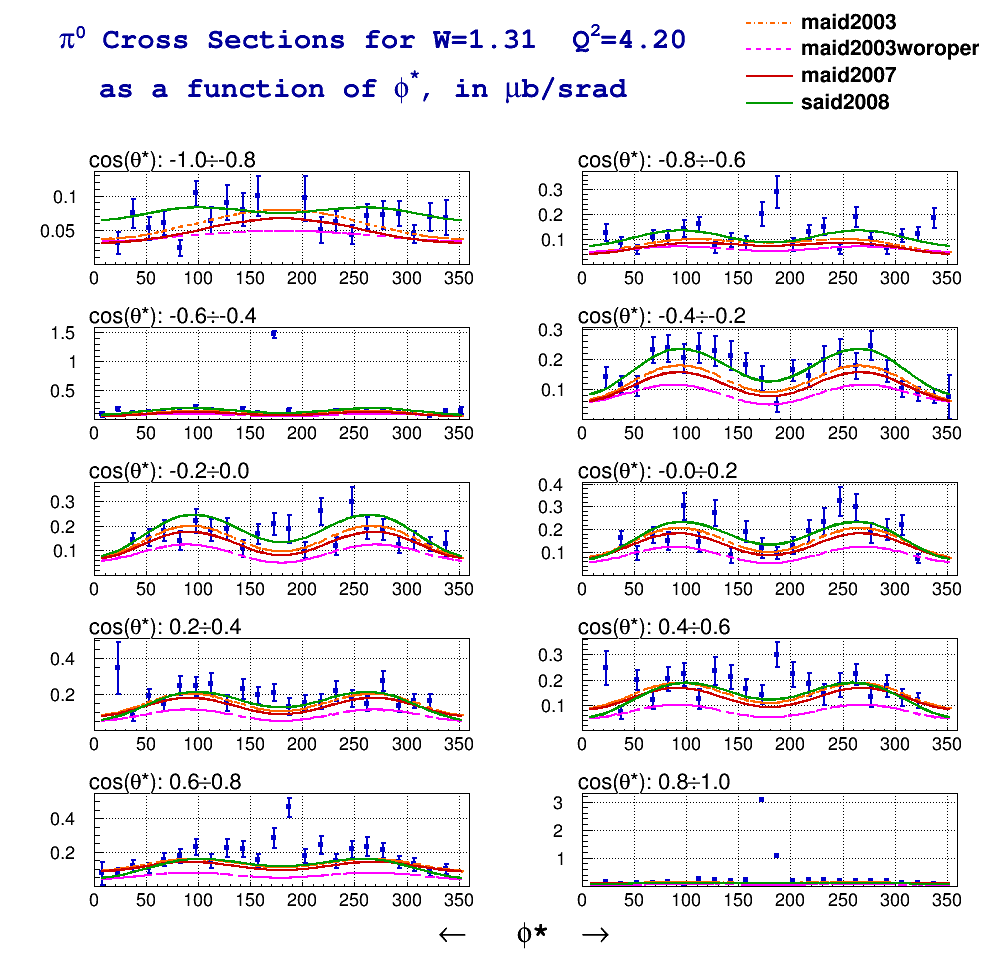 π⁰ Cross Sections for W=1.31 Q²=4.20
as a function of ϕ*, in μb/srad
maid2003
maid2003woroper
maid2007
said2008
cos(θ*): -1.0÷-0.8
0.1
0.05
0 50 100 150 200 250 300 350
cos(θ*): -0.8÷-0.6
0.3
0.2
0.1
0 50 100 150 200 250 300 350
cos(θ*): -0.6÷-0.4
1.5
1
0.5
0 50 100 150 200 250 300 350
cos(θ*): -0.4÷-0.2
0.3
0.2
0.1
0 50 100 150 200 250 300 350
cos(θ*): -0.2÷0.0
0.3
0.2
0.1
0 50 100 150 200 250 300 350
cos(θ*): -0.0÷0.2
0.4
0.3
0.2
0.1
0 50 100 150 200 250 300 350
cos(θ*): 0.2÷0.4
0.4
0.2
0 50 100 150 200 250 300 350
cos(θ*): 0.4÷0.6
0.3
0.2
0.1
0 50 100 150 200 250 300 350
cos(θ*): 0.6÷0.8
0.4
0.2
0 50 100 150 200 250 300 350
cos(θ*): 0.8÷1.0
3
2
1
0 50 100 150 200 250 300 350
← ϕ* →